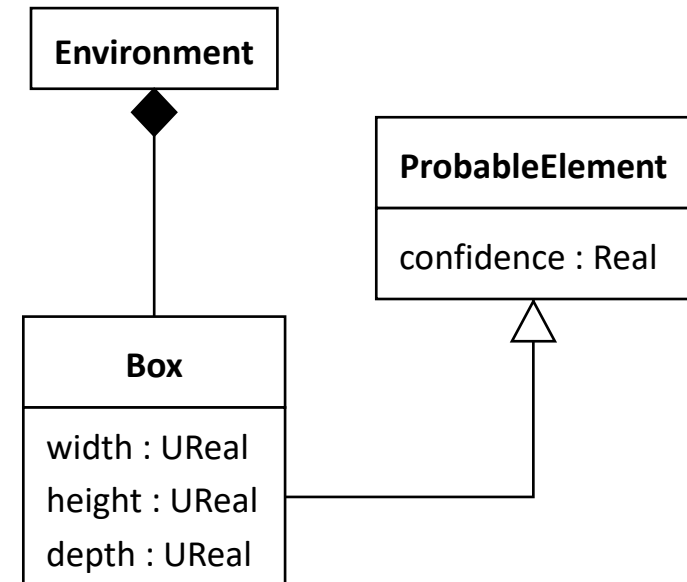 Environment
ProbableElement
confidence : Real
Box
width : UReal
height : UReal
depth : UReal